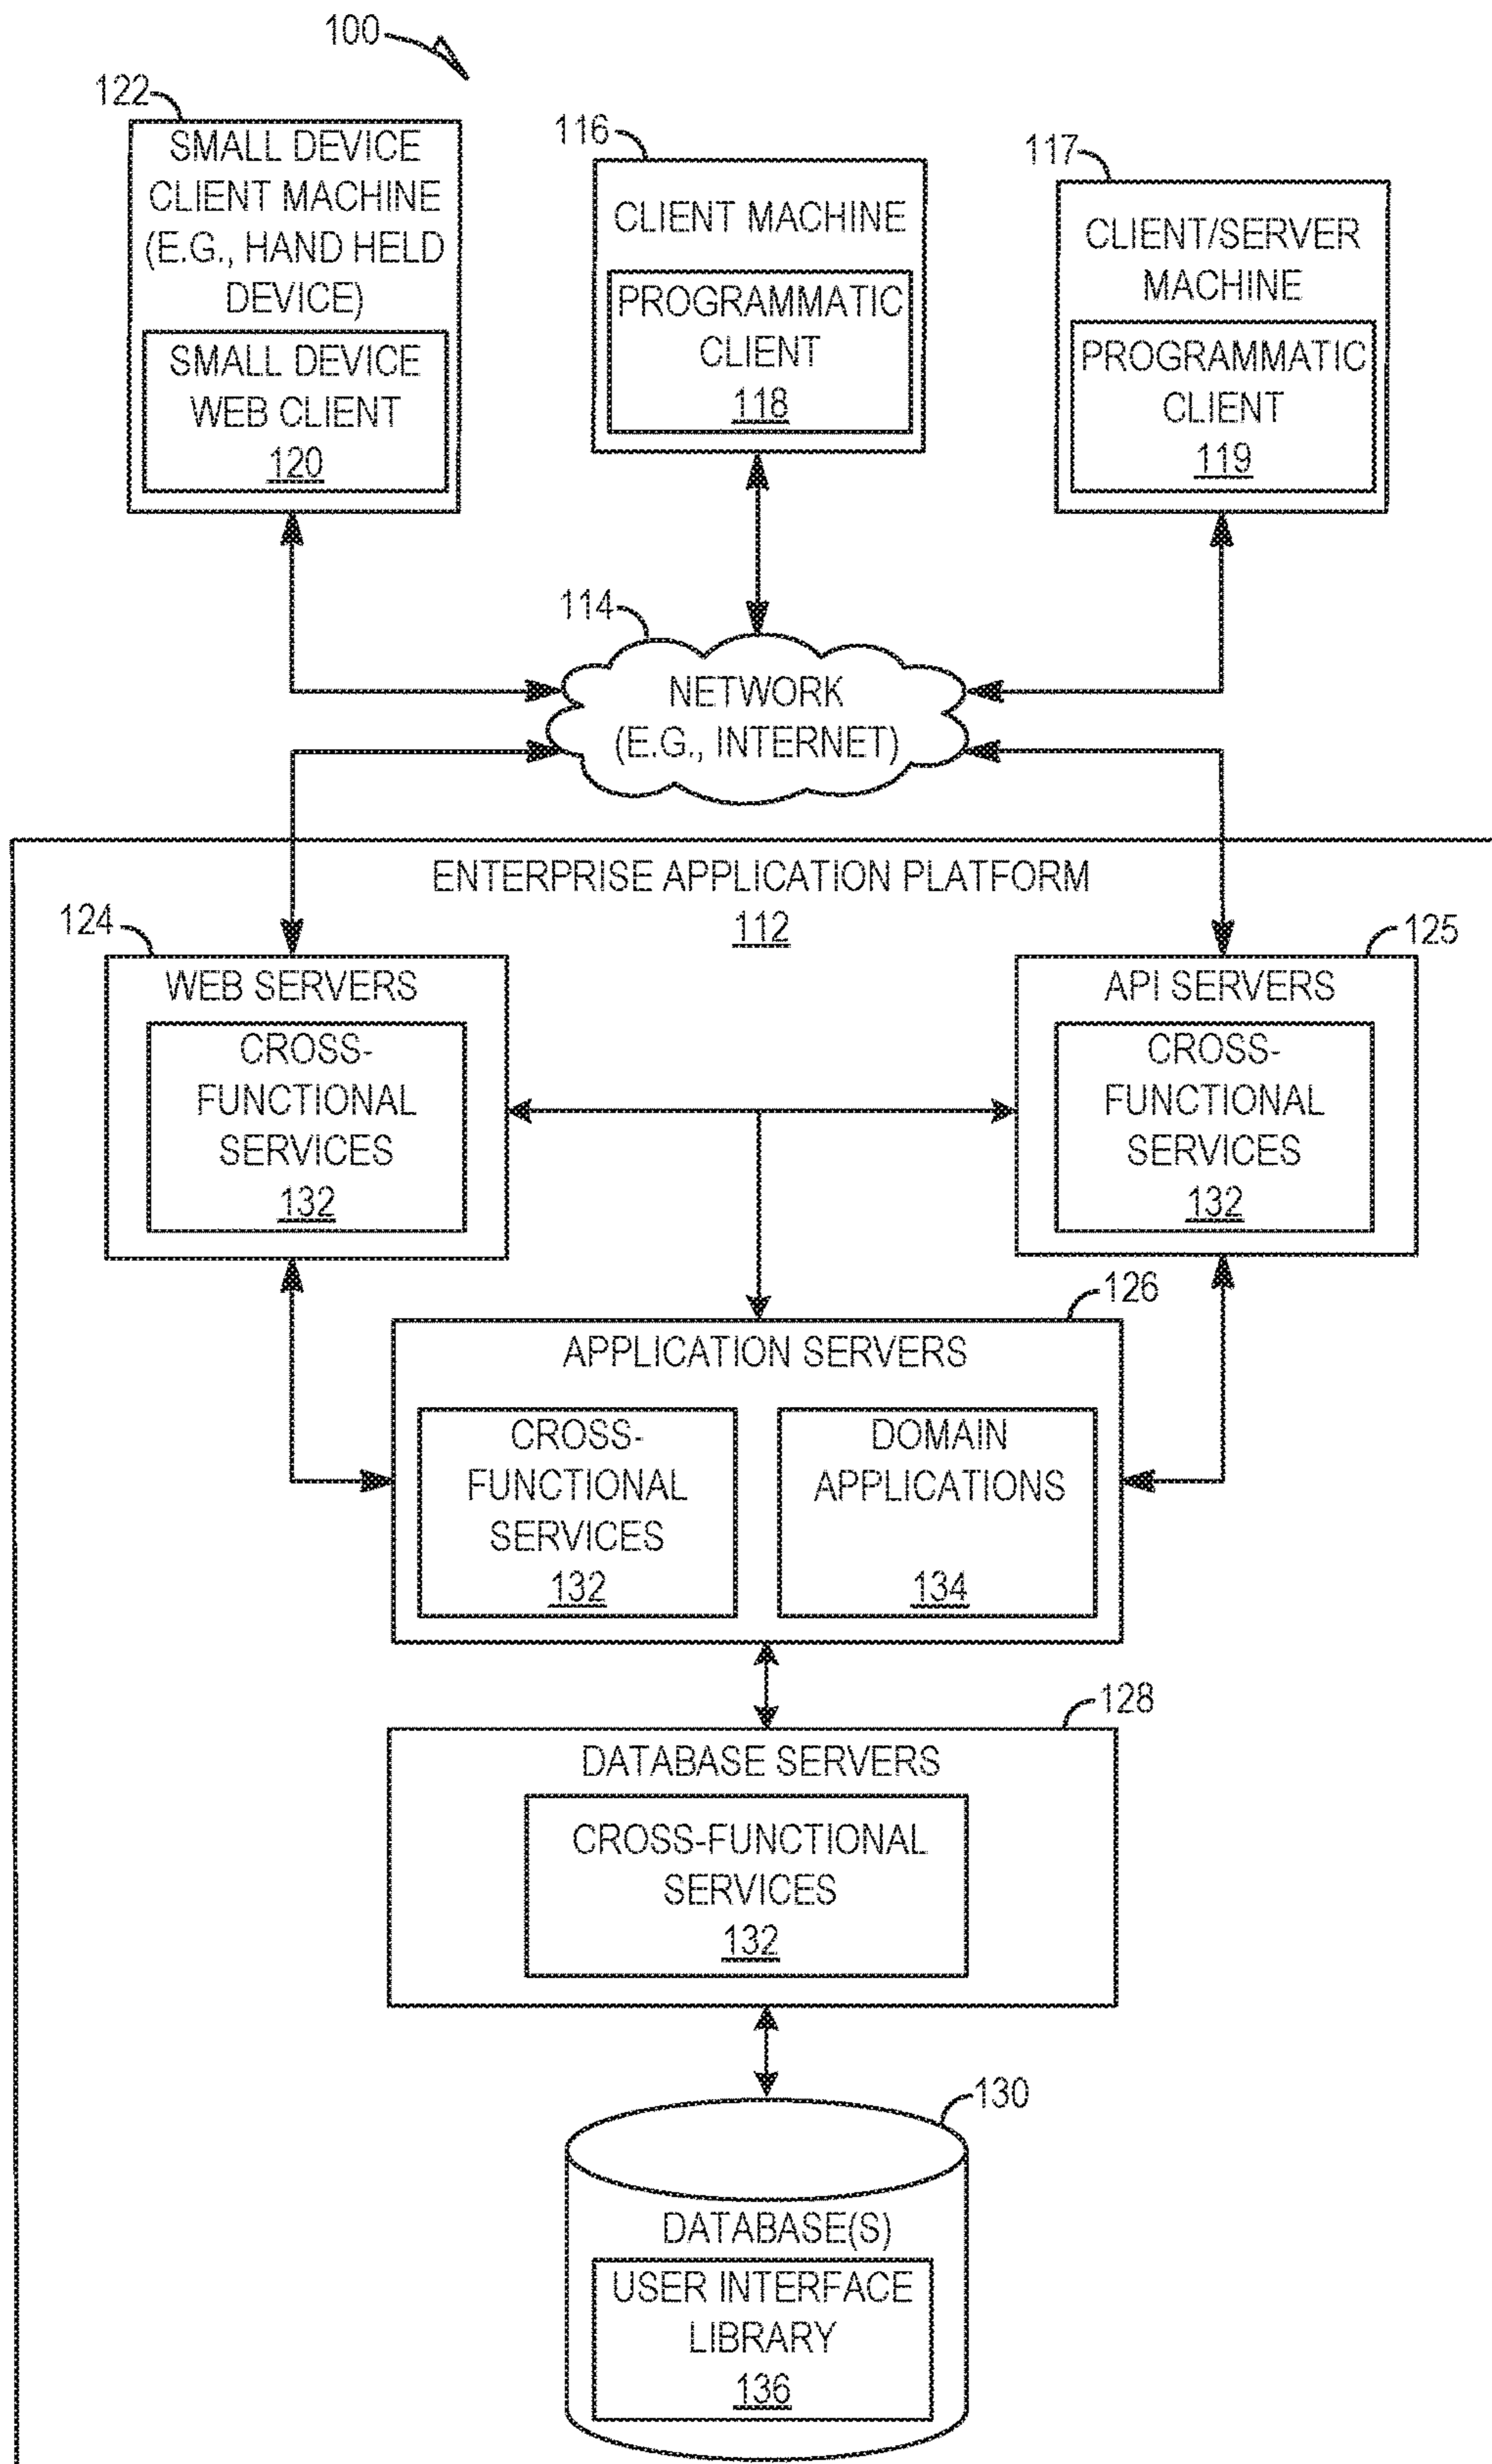 100
122
SMALL DEVICE
CLIENT MACHINE
(E.G., HAND HELD
DEVICE)
SMALL DEVICE
WEB CLIENT
120
116
CLIENT MACHINE
PROGRAMMATIC
CLIENT
118
117
CLIENT/SERVER
MACHINE
PROGRAMMATIC
CLIENT
119
114
NETWORK
(E.G., INTERNET)
ENTERPRISE APPLICATION PLATFORM
112
124
WEB SERVERS
CROSS-
FUNCTIONAL
SERVICES
132
125
API SERVERS
CROSS-
FUNCTIONAL
SERVICES
132
126
APPLICATION SERVERS
CROSS-
FUNCTIONAL
SERVICES
132
DOMAIN
APPLICATIONS
134
128
DATABASE SERVERS
CROSS-FUNCTIONAL
SERVICES
132
130
DATABASE(S)
USER INTERFACE
LIBRARY
136